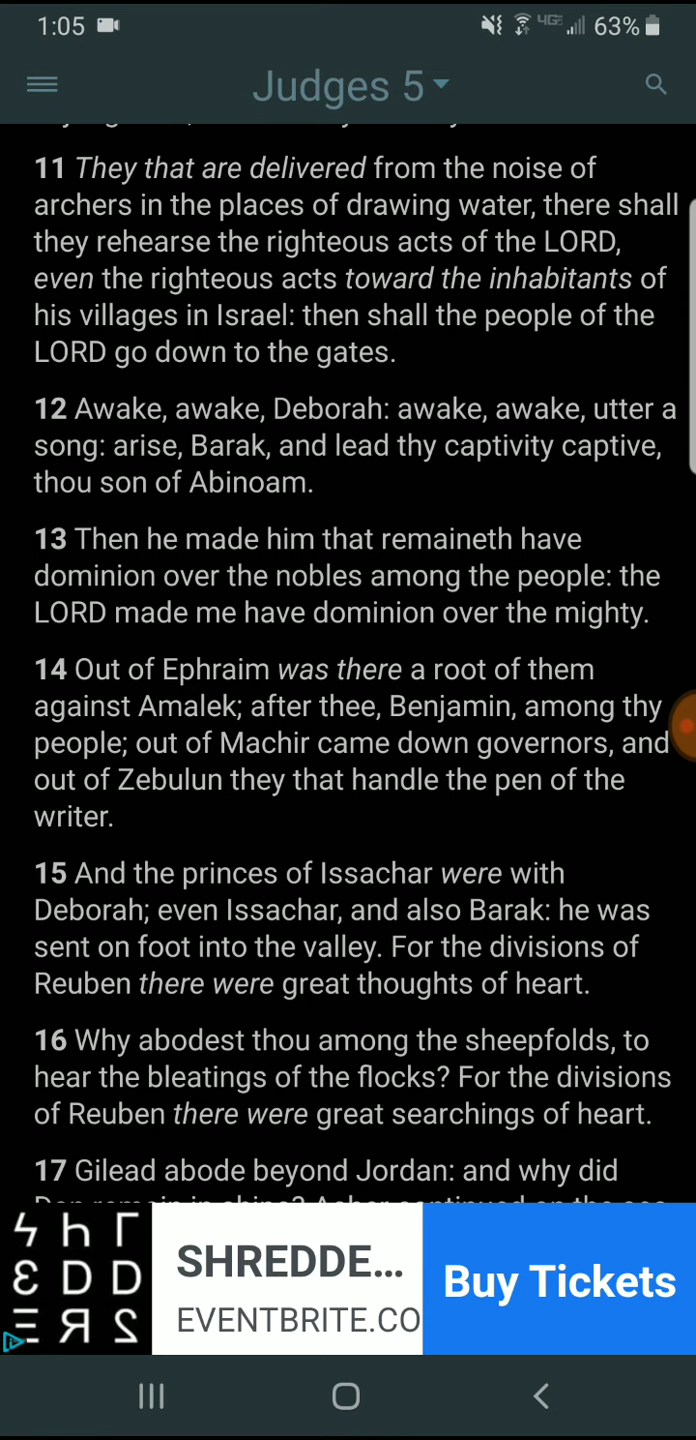 1:05 4GE 63%
Judges 5
11 They that are delivered from the noise of
archers in the places of drawing water, there shall
they rehearse the righteous acts of the LORD,
even the righteous acts toward the inhabitants of
his villages in Israel: then shall the people of the
LORD go down to the gates.
12 Awake, awake, Deborah: awake, awake, utter a
song: arise, Barak, and lead thy captivity captive,
thou son of Abinoam.
13 Then he made him that remaineth have
dominion over the nobles among the people: the
LORD made me have dominion over the mighty.
14 Out of Ephraim was there a root of them
against Amalek; after thee, Benjamin, among thy
people; out of Machir came down governors, and
out of Zebulun they that handle the pen of the
writer.
15 And the princes of Issachar were with
Deborah; even Issachar, and also Barak: he was
sent on foot into the valley. For the divisions of
Reuben there were great thoughts of heart.
16 Why abodest thou among the sheepfolds, to
hear the bleatings of the flocks? For the divisions
of Reuben there were great searchings of heart.
17 Gilead abode beyond Jordan: and why did
SHREDDE...
EVENTBRITE.CO
Buy Tickets